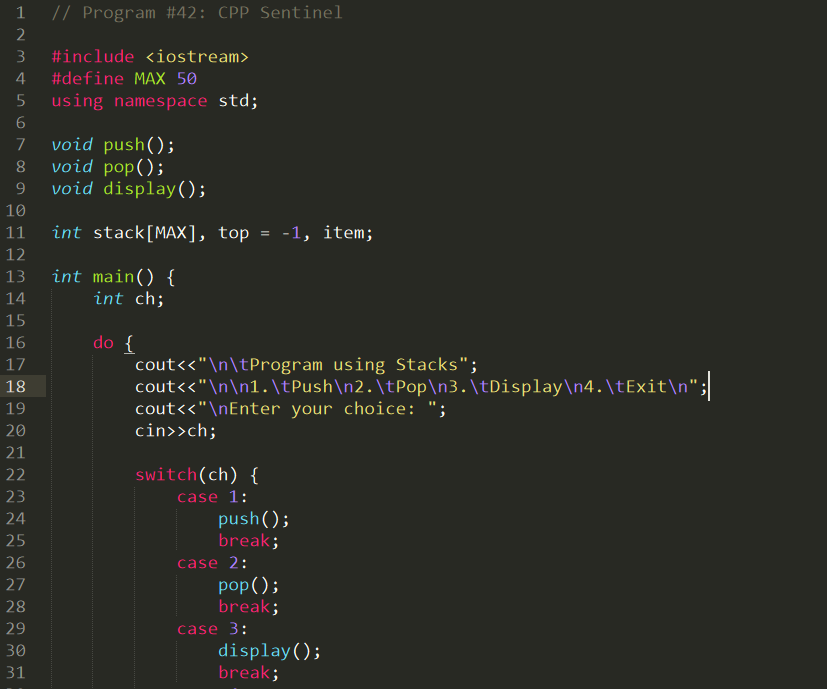 1 // Program #42: CPP Sentinel
2
3 #include <iostream>
4 #define MAX 50
5 using namespace std;
6
7 void push();
8 void pop();
9 void display();
10
11 int stack[MAX], top = -1, item;
12
13 int main() {
14     int ch;
15
16     do {
17         cout<<"\n\tProgram using Stacks";
18         cout<<"\n\n1.\tPush\n2.\tPop\n3.\tDisplay\n4.\tExit\n";
19         cout<<"\nEnter your choice: ";
20         cin>>ch;
21
22         switch(ch) {
23             case 1:
24                 push();
25                 break;
26             case 2:
27                 pop();
28                 break;
29             case 3:
30                 display();
31                 break;